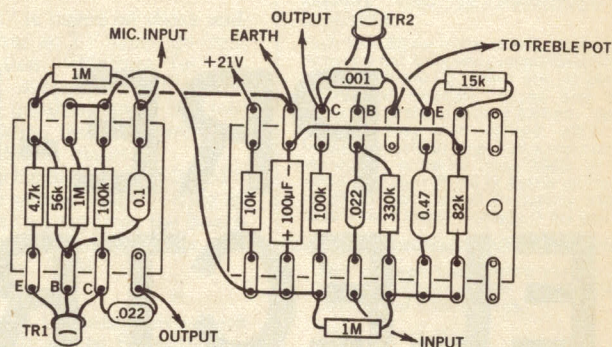 OUTPUT
TR2
MIC. INPUT
EARTH
+21V
TO TREBLE POT
1M
.001
15k
C
B
E
4.7k
56k
1M
100k
0.1
10k
+ 100µF −
100k
.022
330k
0.47
82k
E
B
C
.022
TR1
OUTPUT
1M
INPUT